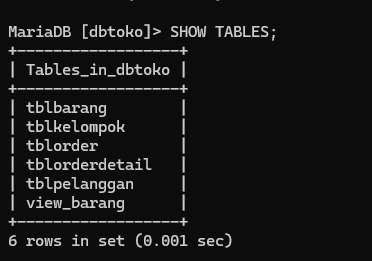 MariaDB [dbtoko]> SHOW TABLES;
+------------------+
| Tables_in_dbtoko |
+------------------+
| tblbarang        |
| tblkelompok      |
| tblorder         |
| tblorderdetail   |
| tblpelanggan     |
| view_barang      |
+------------------+
6 rows in set (0.001 sec)